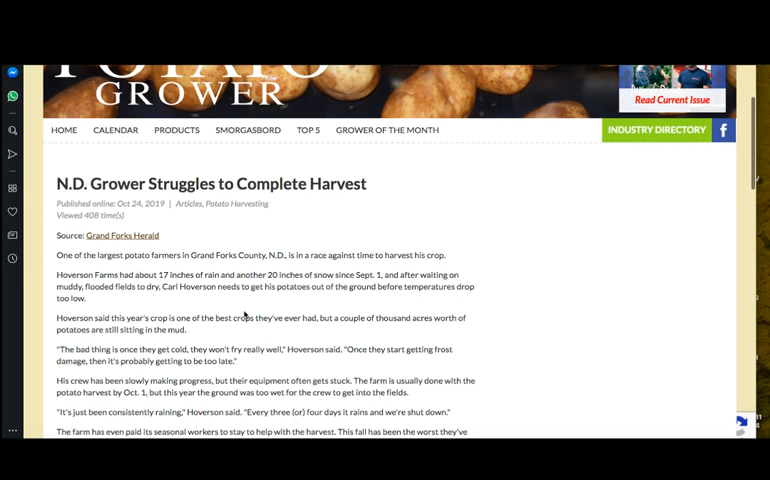 POTATO
GROWER
Read Current Issue
HOME CALENDAR PRODUCTS SMORGASBORD TOP 5 GROWER OF THE MONTH INDUSTRY DIRECTORY f
N.D. Grower Struggles to Complete Harvest
Published online: Oct 24, 2019 | Articles, Potato Harvesting
Viewed 408 time(s)
Source: Grand Forks Herald
One of the largest potato farmers in Grand Forks County, N.D., is in a race against time to harvest his crop.
Hoverson Farms had about 17 inches of rain and another 20 inches of snow since Sept. 1, and after waiting on
muddy, flooded fields to dry, Carl Hoverson needs to get his potatoes out of the ground before temperatures drop
too low.
Hoverson said this year's crop is one of the best crops they've ever had, but a couple of thousand acres worth of
potatoes are still sitting in the mud.
"The bad thing is once they get cold, they won't fry really well," Hoverson said. "Once they start getting frost
damage, then it's probably getting to be too late."
His crew has been slowly making progress, but their equipment often gets stuck. The farm is usually done with the
potato harvest by Oct. 1, but this year the ground was too wet for the crew to get into the fields.
"It's just been consistently raining," Hoverson said. "Every three (or) four days it rains and we're shut down."
The farm has even paid its seasonal workers to stay to help with the harvest. This fall has been the worst they've